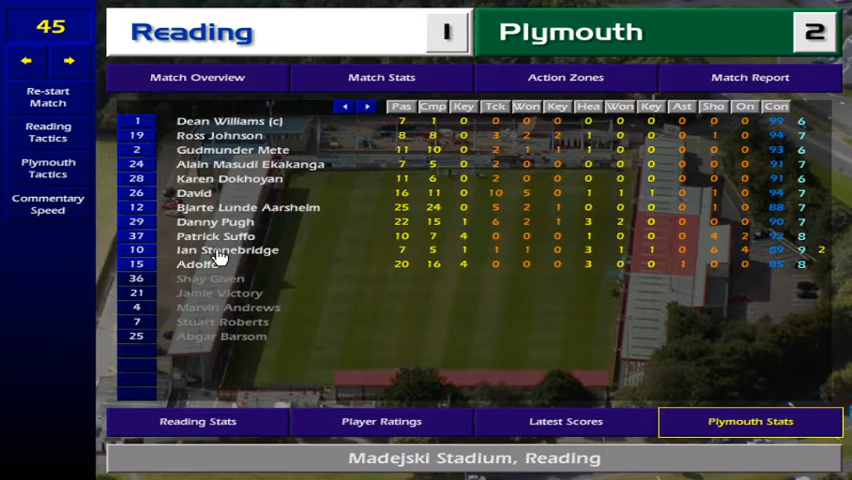 45
Reading 1 Plymouth 2
Match Overview Match Stats Action Zones Match Report
Re-start Match
Reading Tactics
Plymouth Tactics
Commentary Speed
Pas Cmp Key Tck Won Key Hea Won Key Ast Sho On Con
1 Dean Williams (c) 7 1 0 0 0 0 0 0 0 0 0 0 99 6
19 Ross Johnson 8 8 0 3 2 2 1 0 0 0 1 0 94 7
2 Gudmunder Mete 11 10 0 2 1 1 1 0 0 0 0 0 93 6
24 Alain Masudi Ekakanga 7 5 0 2 0 0 0 0 0 0 0 0 91 7
28 Karen Dokhoyan 11 6 0 2 0 0 0 0 0 0 0 0 91 6
26 David 16 11 0 10 5 0 1 1 1 0 1 0 94 7
12 Bjarte Lunde Aarsheim 25 24 0 5 2 1 0 0 0 0 1 0 88 7
29 Danny Pugh 22 15 1 6 2 1 3 2 0 0 0 0 90 7
37 Patrick Suffo 10 7 4 0 0 0 1 0 0 0 4 2 92 8
10 Ian Stonebridge 7 5 1 1 1 0 3 1 1 0 6 4 89 9 2
15 Adolfo 20 16 4 0 0 0 3 0 0 1 0 0 85 8
36 Shay Given
21 Jamie Victory
4 Marvin Andrews
7 Stuart Roberts
25 Abgar Barsom
Reading Stats Player Ratings Latest Scores Plymouth Stats
Madejski Stadium, Reading